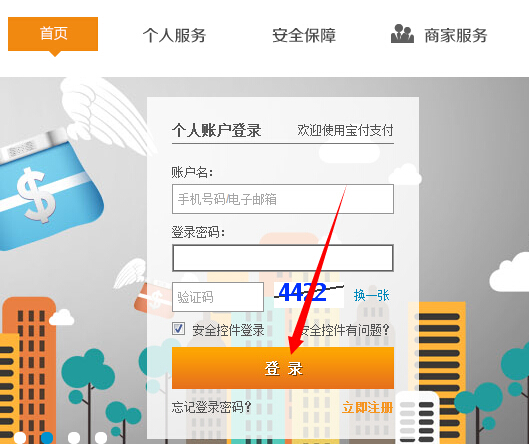 首页 个人服务 安全保障 商家服务
个人账户登录 欢迎使用宝付支付
账户名：
手机号码/电子邮箱
登录密码：
验证码 4422 换一张
安全控件登录 安全控件有问题？
登 录
忘记登录密码？ 立即注册
$